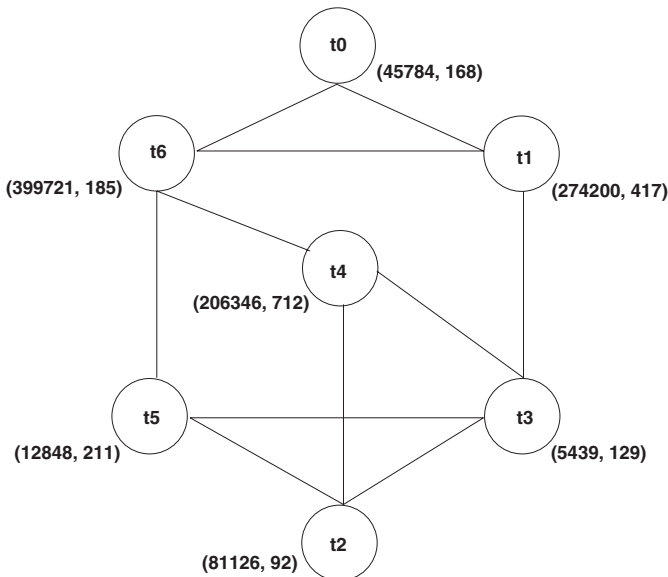 t0
(45784, 168)
t6
t1
(399721, 185)
(274200, 417)
t4
(206346, 712)
t5
t3
(12848, 211)
(5439, 129)
t2
(81126, 92)